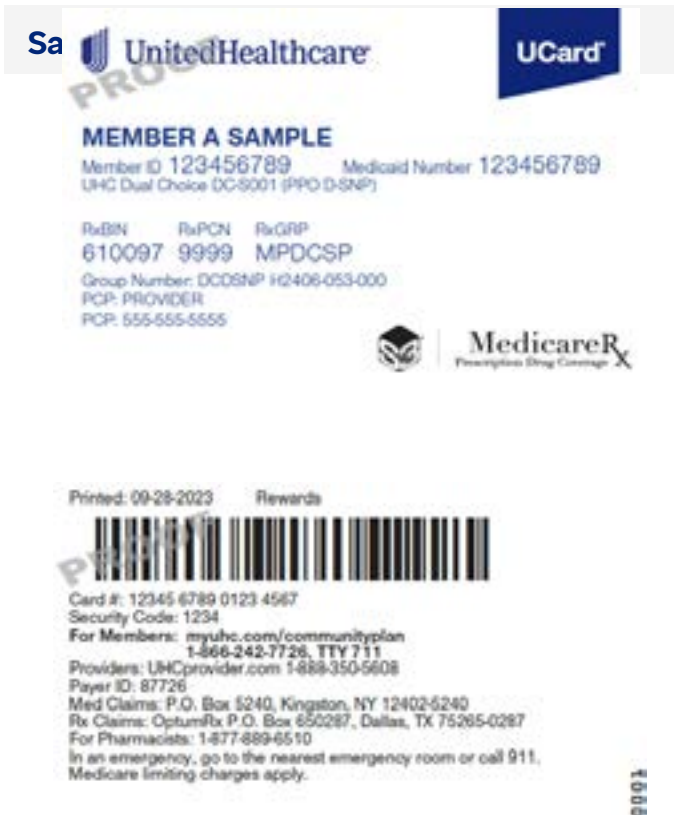 Sa
UnitedHealthcare
UCard
PROOF
MEMBER A SAMPLE
Member ID 123456789 Medicaid Number 123456789
UHC Dual Choice DC-S001 (PPO D-SNP)
RxBIN RxPCN RxGRP
610097 9999 MPDCSP
Group Number: DCDSNP H2406-053-000
PCP: PROVIDER
PCP: 555-555-5555
MedicareRx
Prescription Drug Coverage
Printed: 09-28-2023 Rewards
PROOF
Card #: 12345 6789 0123 4567
Security Code: 1234
For Members: myuhc.com/communityplan
1-866-242-7726, TTY 711
Providers: UHCprovider.com 1-888-350-5608
Payer ID: 87726
Med Claims: P.O. Box 5240, Kingston, NY 12402-5240
Rx Claims: OptumRx P.O. Box 650287, Dallas, TX 75265-0287
For Pharmacists: 1-877-889-6510
In an emergency, go to the nearest emergency room or call 911.
Medicare limiting charges apply.